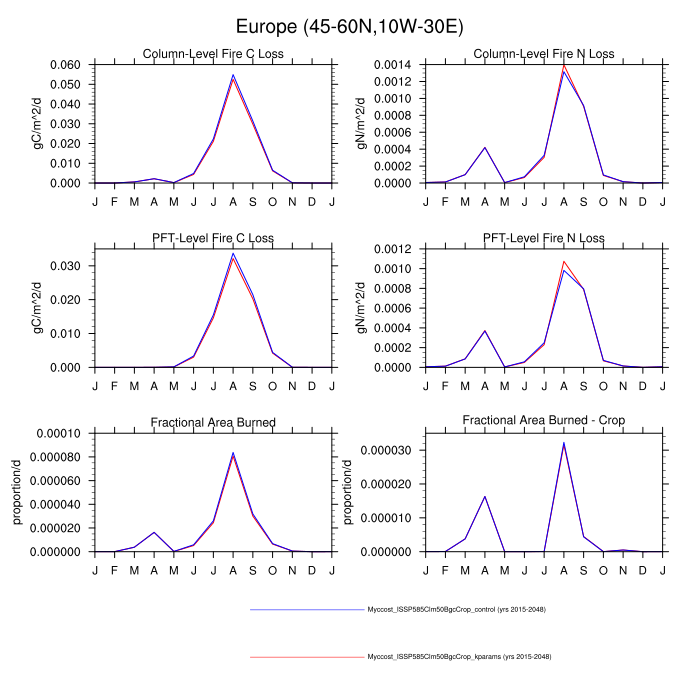 Europe (45-60N,10W-30E)
Column-Level Fire C Loss
gC/m^2/d
0.060
0.050
0.040
0.030
0.020
0.010
0.000
J F M A M J J A S O N D J
Column-Level Fire N Loss
gN/m^2/d
0.0014
0.0012
0.0010
0.0008
0.0006
0.0004
0.0002
0.0000
J F M A M J J A S O N D J
PFT-Level Fire C Loss
gC/m^2/d
0.030
0.020
0.010
0.000
J F M A M J J A S O N D J
PFT-Level Fire N Loss
gN/m^2/d
0.0012
0.0010
0.0008
0.0006
0.0004
0.0002
0.0000
J F M A M J J A S O N D J
Fractional Area Burned
proportion/d
0.00010
0.000080
0.000060
0.000040
0.000020
0.000000
J F M A M J J A S O N D J
Fractional Area Burned - Crop
proportion/d
0.000030
0.000020
0.000010
0.000000
J F M A M J J A S O N D J
Myccost_ISSP585Clm50BgcCrop_control (yrs 2015-2048)
Myccost_ISSP585Clm50BgcCrop_kparams (yrs 2015-2048)